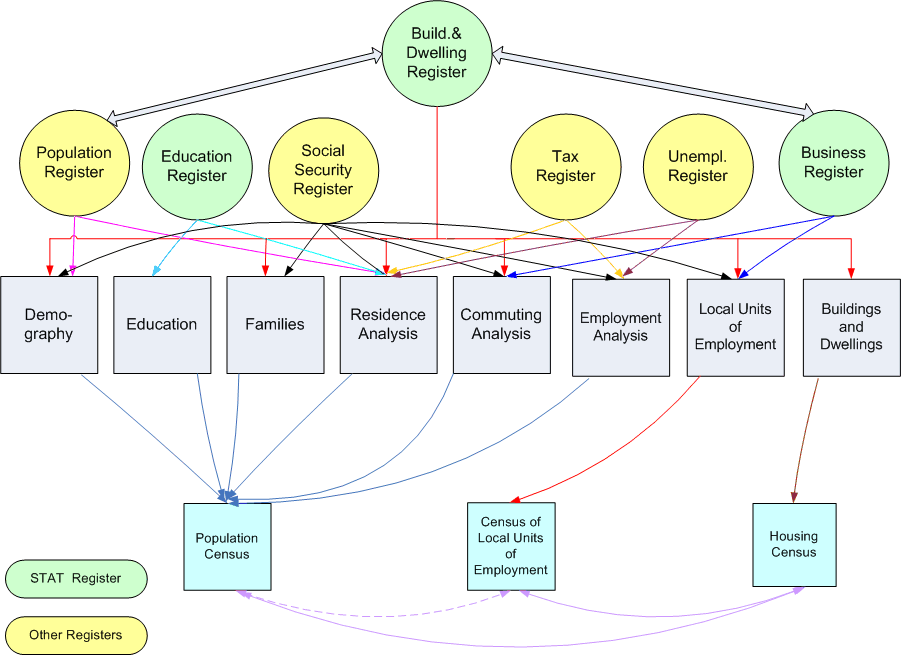 Build.&
Dwelling
Register
Population
Register
Education
Register
Social
Security
Register
Tax
Register
Unempl.
Register
Business
Register
Demo-
graphy
Education
Families
Residence
Analysis
Commuting
Analysis
Employment
Analysis
Local Units
of
Employment
Buildings
and
Dwellings
Population
Census
Census of
Local Units
of
Employment
Housing
Census
STAT Register
Other Registers